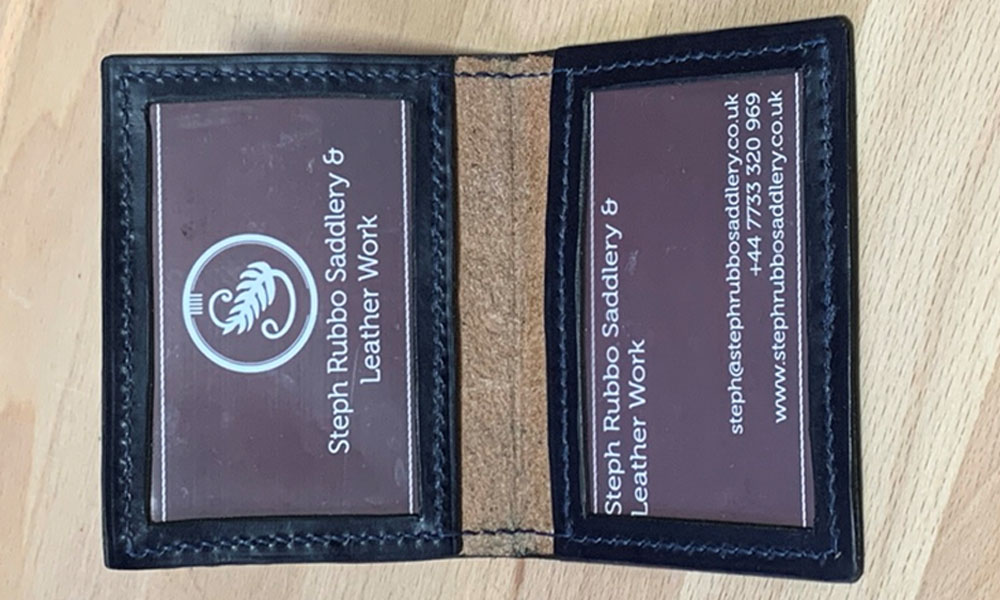 Steph Rubbo Saddlery &
Leather Work
Steph Rubbo Saddlery &
Leather Work
steph@stephrubbosaddlery.co.uk
+44 7733 320 969
www.stephrubbosaddlery.co.uk